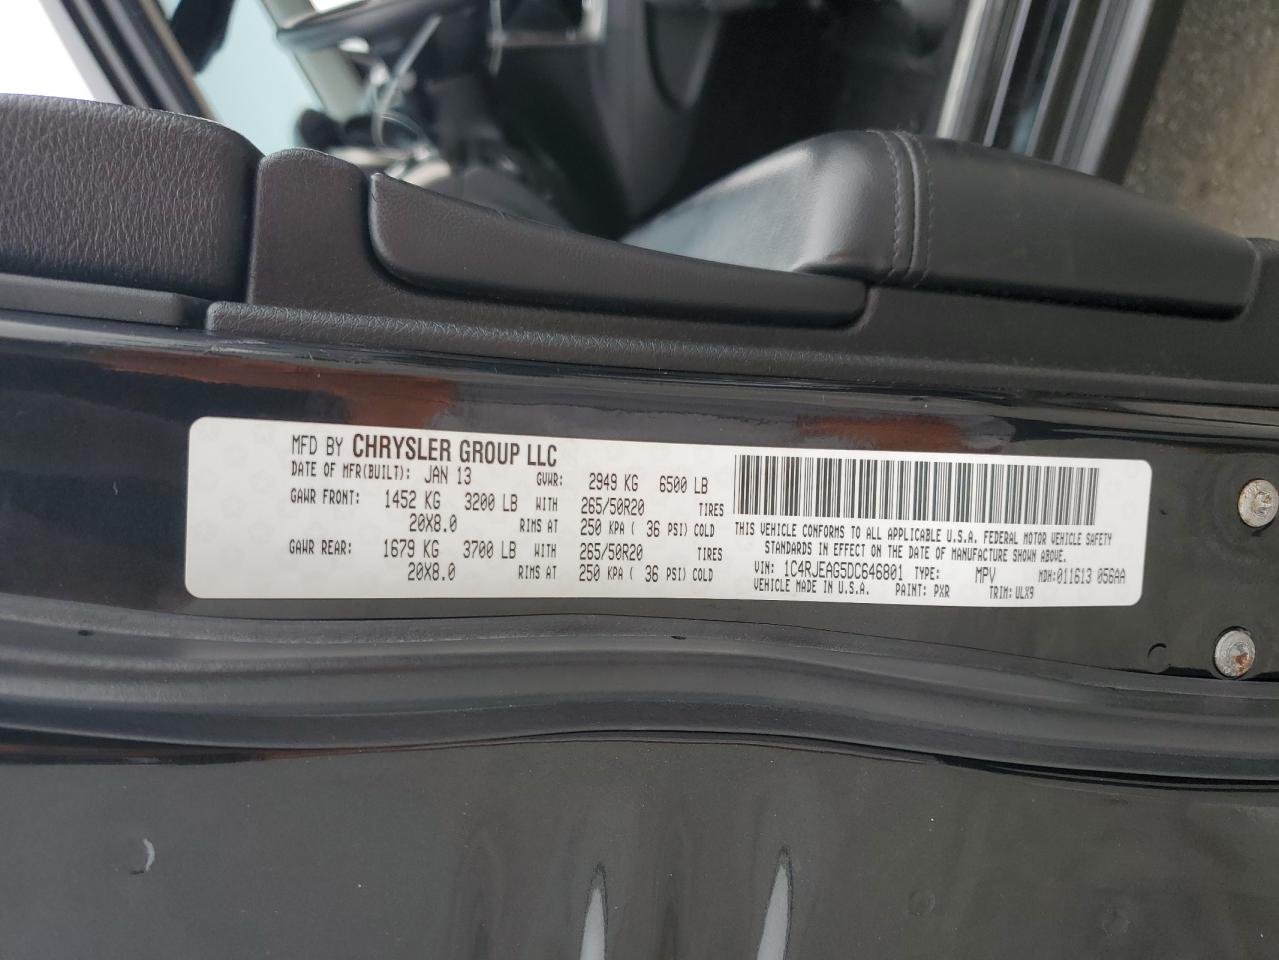 MFD BY CHRYSLER GROUP LLC
DATE OF MFR(BUILT): JAN 13 GVWR: 2949 KG 6500 LB
GAWR FRONT: 1452 KG 3200 LB WITH 265/50R20 TIRES
20X8.0 RIMS AT 250 KPA ( 36 PSI) COLD
GAWR REAR: 1679 KG 3700 LB WITH 265/50R20 TIRES
20X8.0 RIMS AT 250 KPA ( 36 PSI) COLD
THIS VEHICLE CONFORMS TO ALL APPLICABLE U.S.A. FEDERAL MOTOR VEHICLE SAFETY
STANDARDS IN EFFECT ON THE DATE OF MANUFACTURE SHOWN ABOVE.
VIN: 1C4RJEAG5DC646801 TYPE: MPV MDH:011613 056AA
VEHICLE MADE IN U.S.A. PAINT: PXR TRIM: ULX9